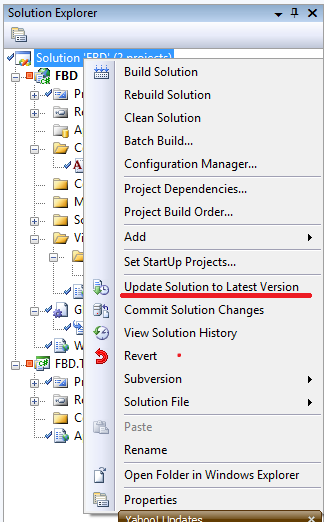 Solution Explorer
Solution 'FBD' (2 projects)
FBD
Build Solution
Rebuild Solution
Clean Solution
Batch Build...
Configuration Manager...
Project Dependencies...
Project Build Order...
Add
Set StartUp Projects...
Update Solution to Latest Version
Commit Solution Changes
View Solution History
Revert
Subversion
Solution File
Paste
Rename
Open Folder in Windows Explorer
Properties
Yahoo! Updates